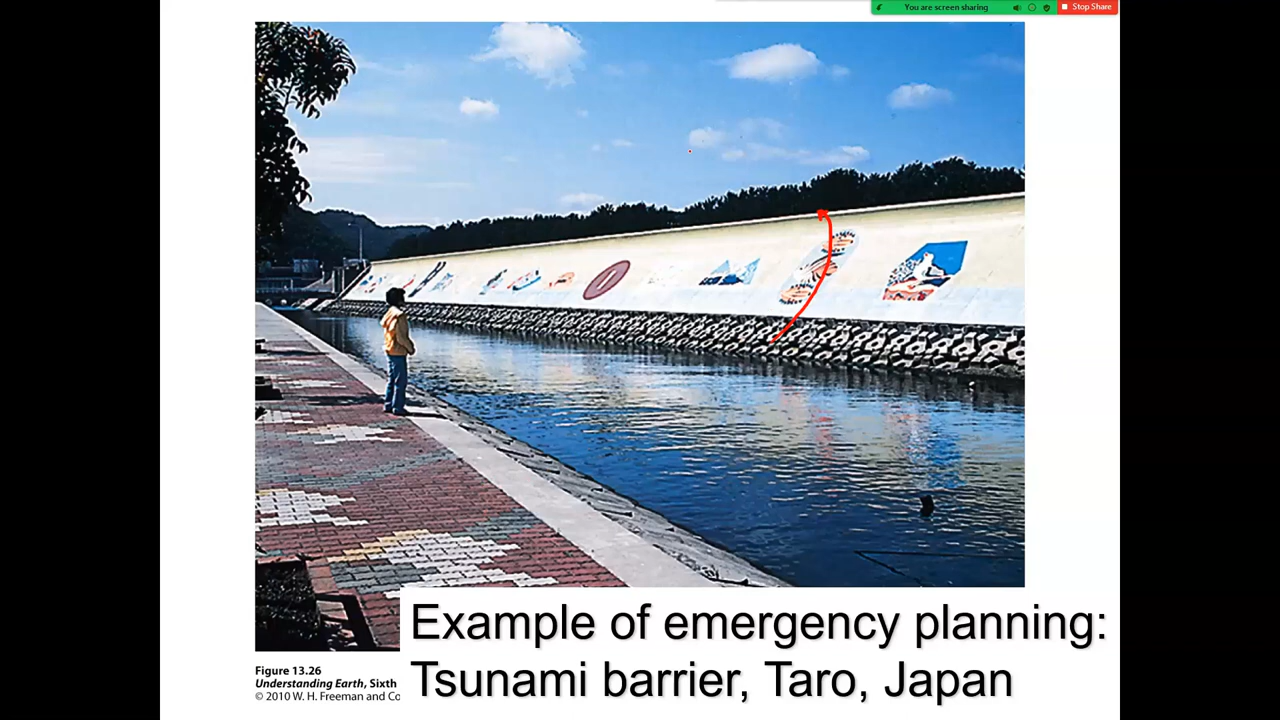 You are screen sharing
Stop Share
Example of emergency planning:
Tsunami barrier, Taro, Japan
Figure 13.26
Understanding Earth, Sixth
© 2010 W. H. Freeman and Co